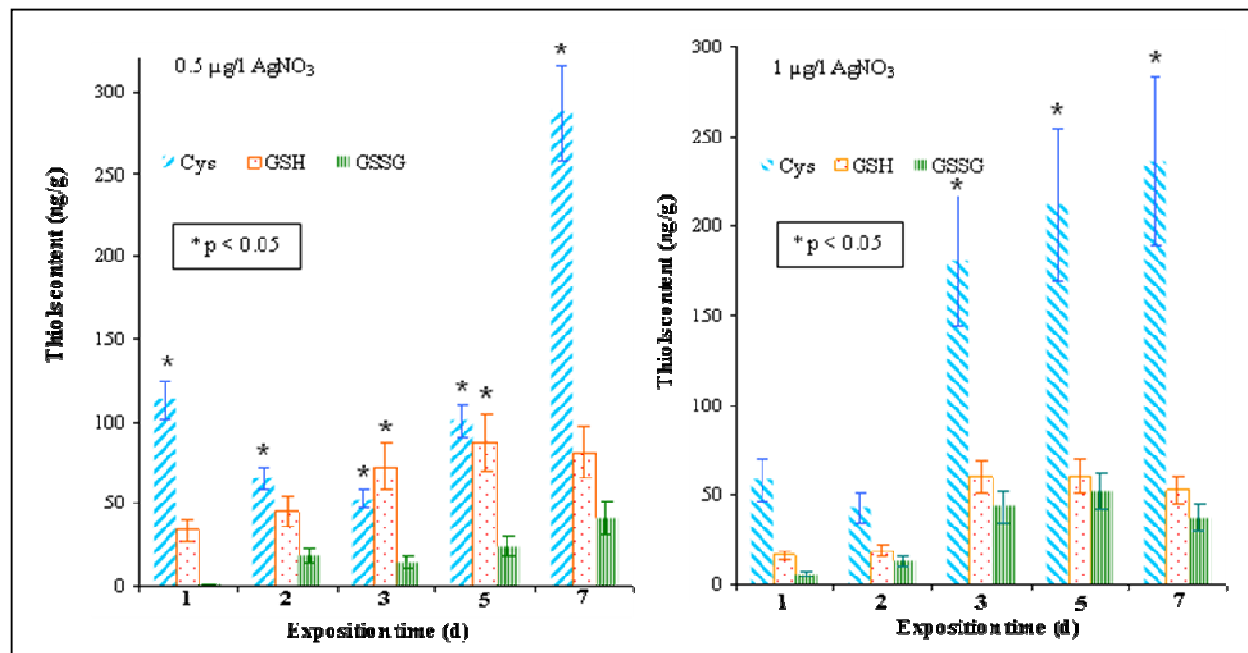 0.5 µg/l AgNO3
Cys GSH GSSG
* p < 0.05
Thiols content (ng/g)
300
250
200
150
100
50
0
* * * * * * *
1 2 3 5 7
Exposition time (d)
1 µg/l AgNO3
Cys GSH GSSG
* p < 0.05
Thiols content (ng/g)
300
250
200
150
100
50
0
* * *
1 2 3 5 7
Exposition time (d)